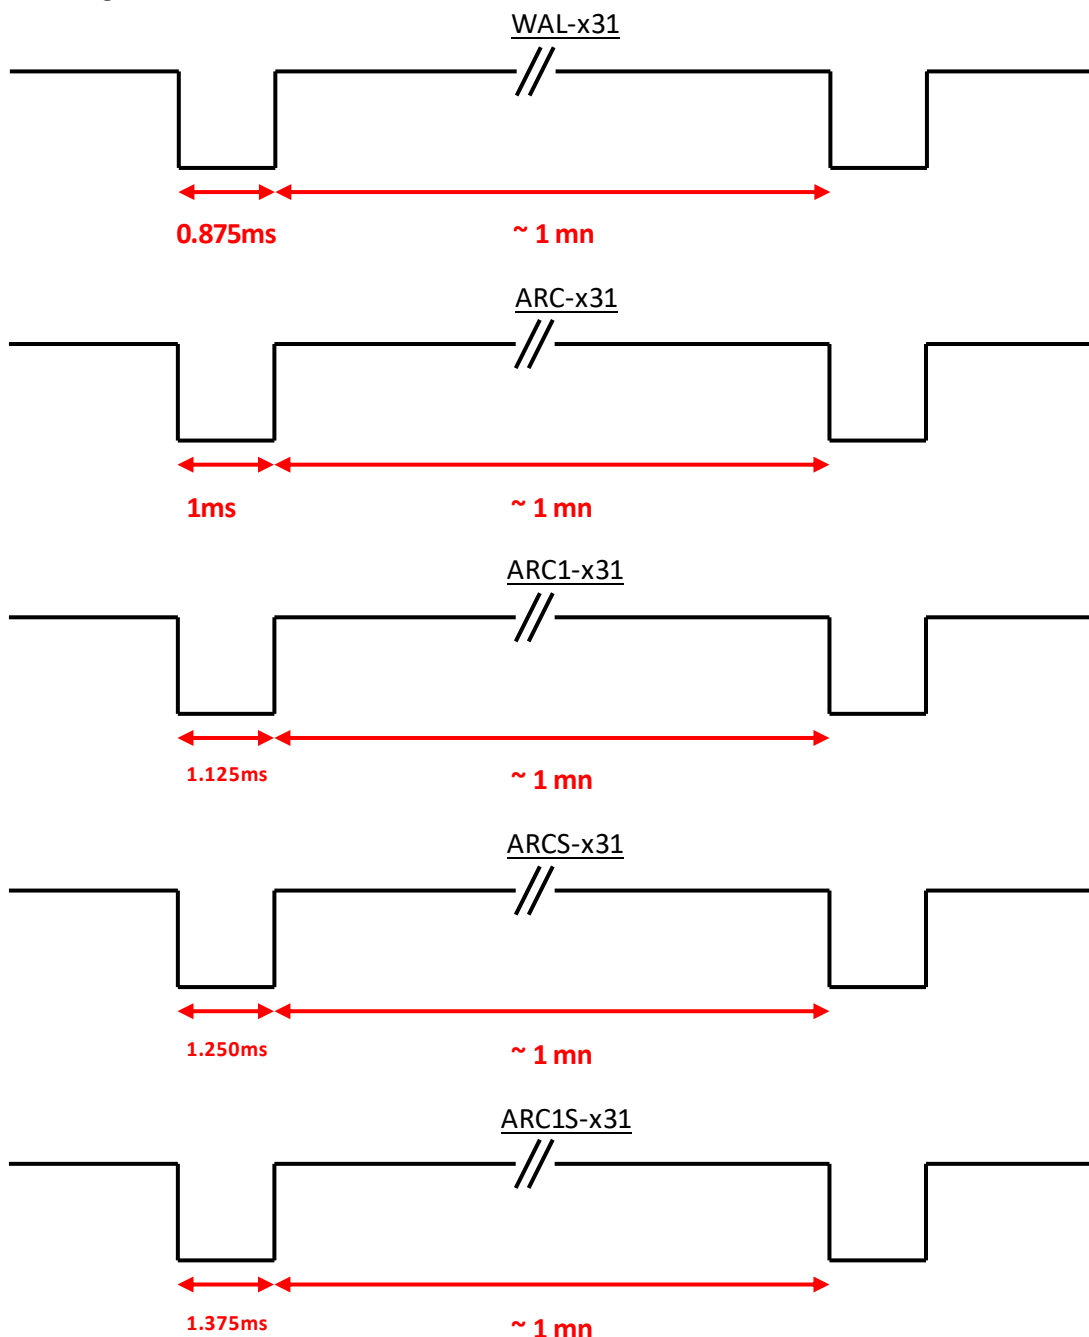 WAL-x31
0.875ms
~ 1 mn
ARC-x31
1ms
~ 1 mn
ARC1-x31
1.125ms
~ 1 mn
ARCS-x31
1.250ms
~ 1 mn
ARC1S-x31
1.375ms
~ 1 mn